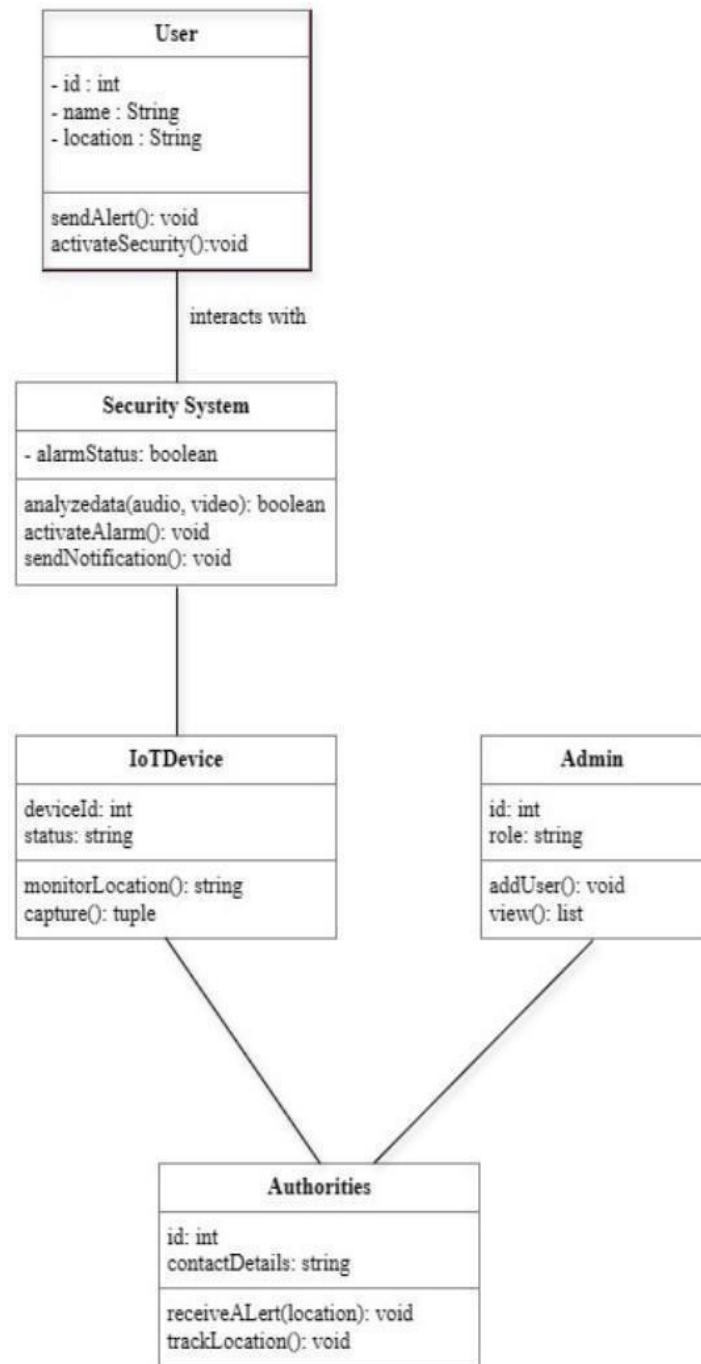 User
- id : int
- name : String
- location : String
sendAlert(): void
activateSecurity():void
interacts with
Security System
- alarmStatus: boolean
analyzedata(audio, video): boolean
activateAlarm(): void
sendNotification(): void
IoTDevice
deviceId: int
status: string
monitorLocation(): string
capture(): tuple
Admin
id: int
role: string
addUser(): void
view(): list
Authorities
id: int
contactDetails: string
receiveALert(location): void
trackLocation(): void